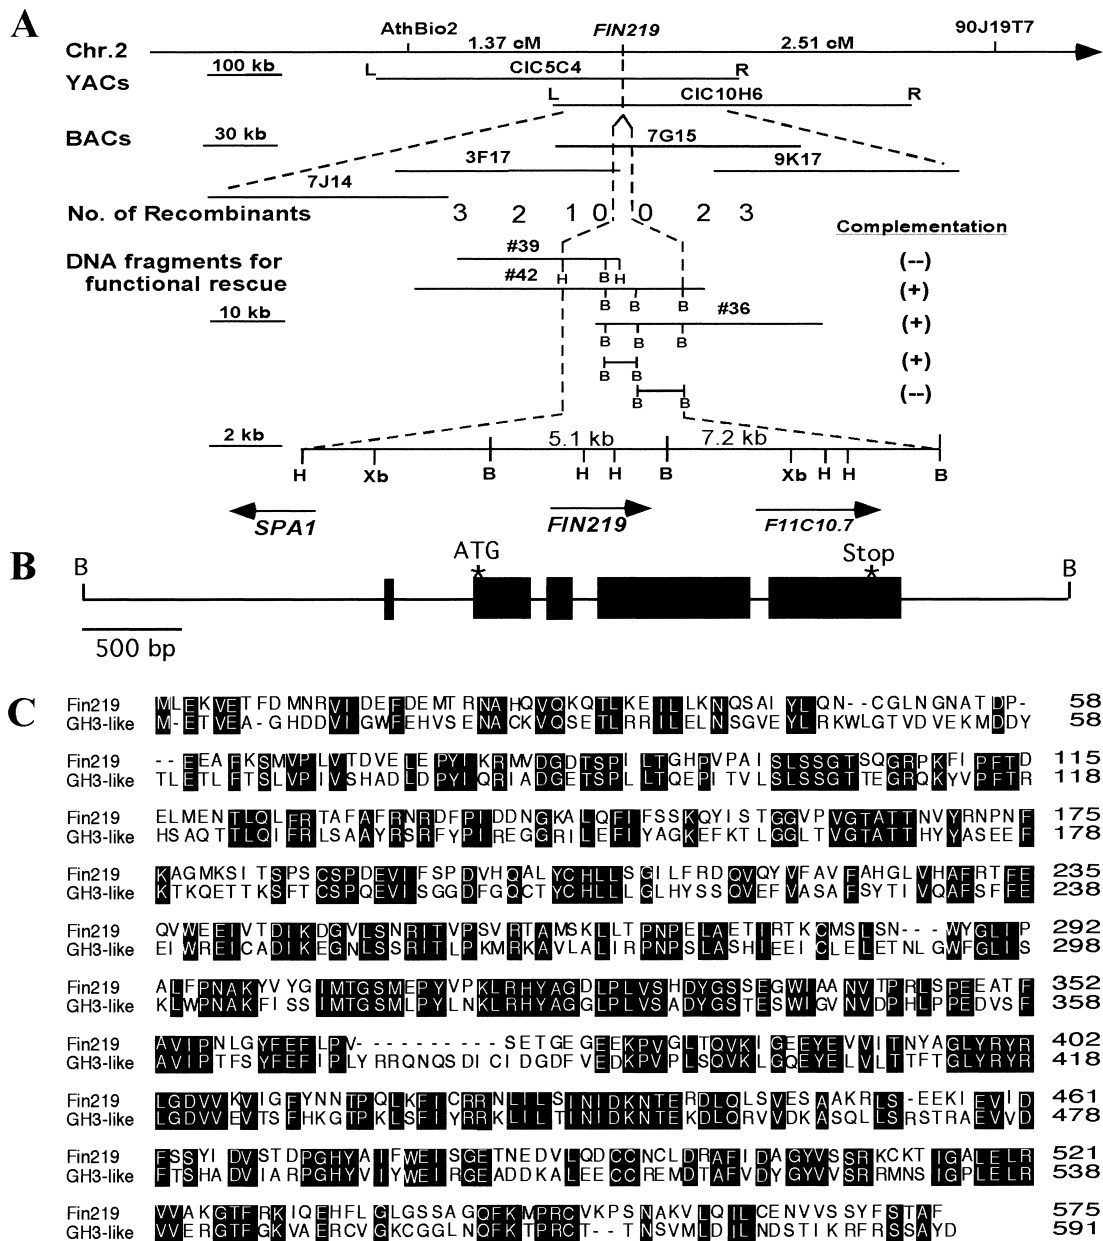 A
AthBio2
FIN219
90J19T7
Chr.2
1.37 cM
2.51 cM
100 kb
L
CIC5C4
R
YACs
L
CIC10H6
R
BACs
30 kb
7G15
3F17
9K17
7J14
No. of Recombinants
3 2 1 0 0 2 3
Complementation
#39
DNA fragments for
functional rescue
H B H
(--)
#42
B B B
(+)
10 kb
#36
B B B
(+)
B B
(+)
B B
(--)
2 kb
5.1 kb
7.2 kb
H Xb B H H B Xb H H B
SPA1
FIN219
F11C10.7
B
B
ATG
*
Stop
*
B
500 bp
C
Fin219 MLEKVETFDMNRVIDEFDEMTRNAHQVQKQTLKEILLKNQSAIYLQN--CGLNGNATDP- 58
GH3-like M-ETVEA-GHDDVIGWFEHVSENACKVQSETLRRILELNSGVEYLRKWLGTVDVEKMDDY 58
Fin219 --EEAFKSMVPLVTDVELEPYIKRMVDGDTSPILTGHPVPAISLSSGTSQGRPKFIPFTD 115
GH3-like TLETLFTSLVPIVSHADLDPYIQRIADGETSPLLTQEPITVLSLSSGTTEGRQKYVPFTR 118
Fin219 ELMENTLQLFRTAFAFRNRDFPIDDNGKALQFIFSSKQYISTGGVPVGTATTNVYRNPNF 175
GH3-like HSAQTTLQIFRLSAAYRSRFYPIREGGRILEFIYAGKEFKTLGGLTVGTATTHYYASEEF 178
Fin219 KAGMKSITSPSCSPDEVIFSPDVHQALYCHLLSGILFRDQVQYVFAVFAHGLVHAFRTFE 235
GH3-like KTKQETTKSFTCSPQEVISGGDFGQCTYCHLLLGLHYSSQVEFVASAFSYTIVQAFSFFE 238
Fin219 QVWEEIVTDIKDGVLSNRITVPSVRTAMSKLLTPNPELAETIRTKCMSLSN---WYGLIP 292
GH3-like EIWREICADIKEGNLSSRITLPKMRKAVLALIRPNPSLASHIEEICLELETNLGWFGLIS 298
Fin219 ALFPNAKYVYGIMTGSMEPYVPKLRHYAGDLPLVSHDYGSSEGWIAANVTPRLSPEEATF 352
GH3-like KLWPNAKFISSIMTGSMLPYLNKLRHYAGGLPLVSADYGSTESWIGVNVDPHLPPEDVSF 358
Fin219 AVIPNLGYFEFLPV----------SETGEGEEKPVGLTQVKIGEEYEVVITNYAGLYRYR 402
GH3-like AVIPTFSYFEFIPLYRRQNQSDICIDGDFVEDKPVPLSQVKLGQEYELVLTTFTGLYRYR 418
Fin219 LGDVVKVIGFYNNTPQLKFICRRNLILSINIDKNTERDLQLSVESAAKRLS-EEKIEVID 461
GH3-like LGDVVEVTSFHKGTPKLSFIYRRKLILTINIDKNTEKDLQRVVDKASQLLSRSTRAEVVD 478
Fin219 FSSYIDVSTDPGHYAIFWEISGETNEDVLQDCCNCLDRAFIDAGYVSSRKCKTIGALELR 521
GH3-like FTSHADVIARPGHYVIYWEIRGEADDKALEECCREMDTAFVDYGYVVSRRMNSIGPLELR 538
Fin219 VVAKGTFRKIQEHFLGLGSSAGQFKMPRCVKPSNAKVLQILCENVVSSYFSTAF 575
GH3-like VVERGTFGKVAERCVGKCGGLNQFKTPRCT--TNSVMLDILNDSTIKRFRSSAYD 591